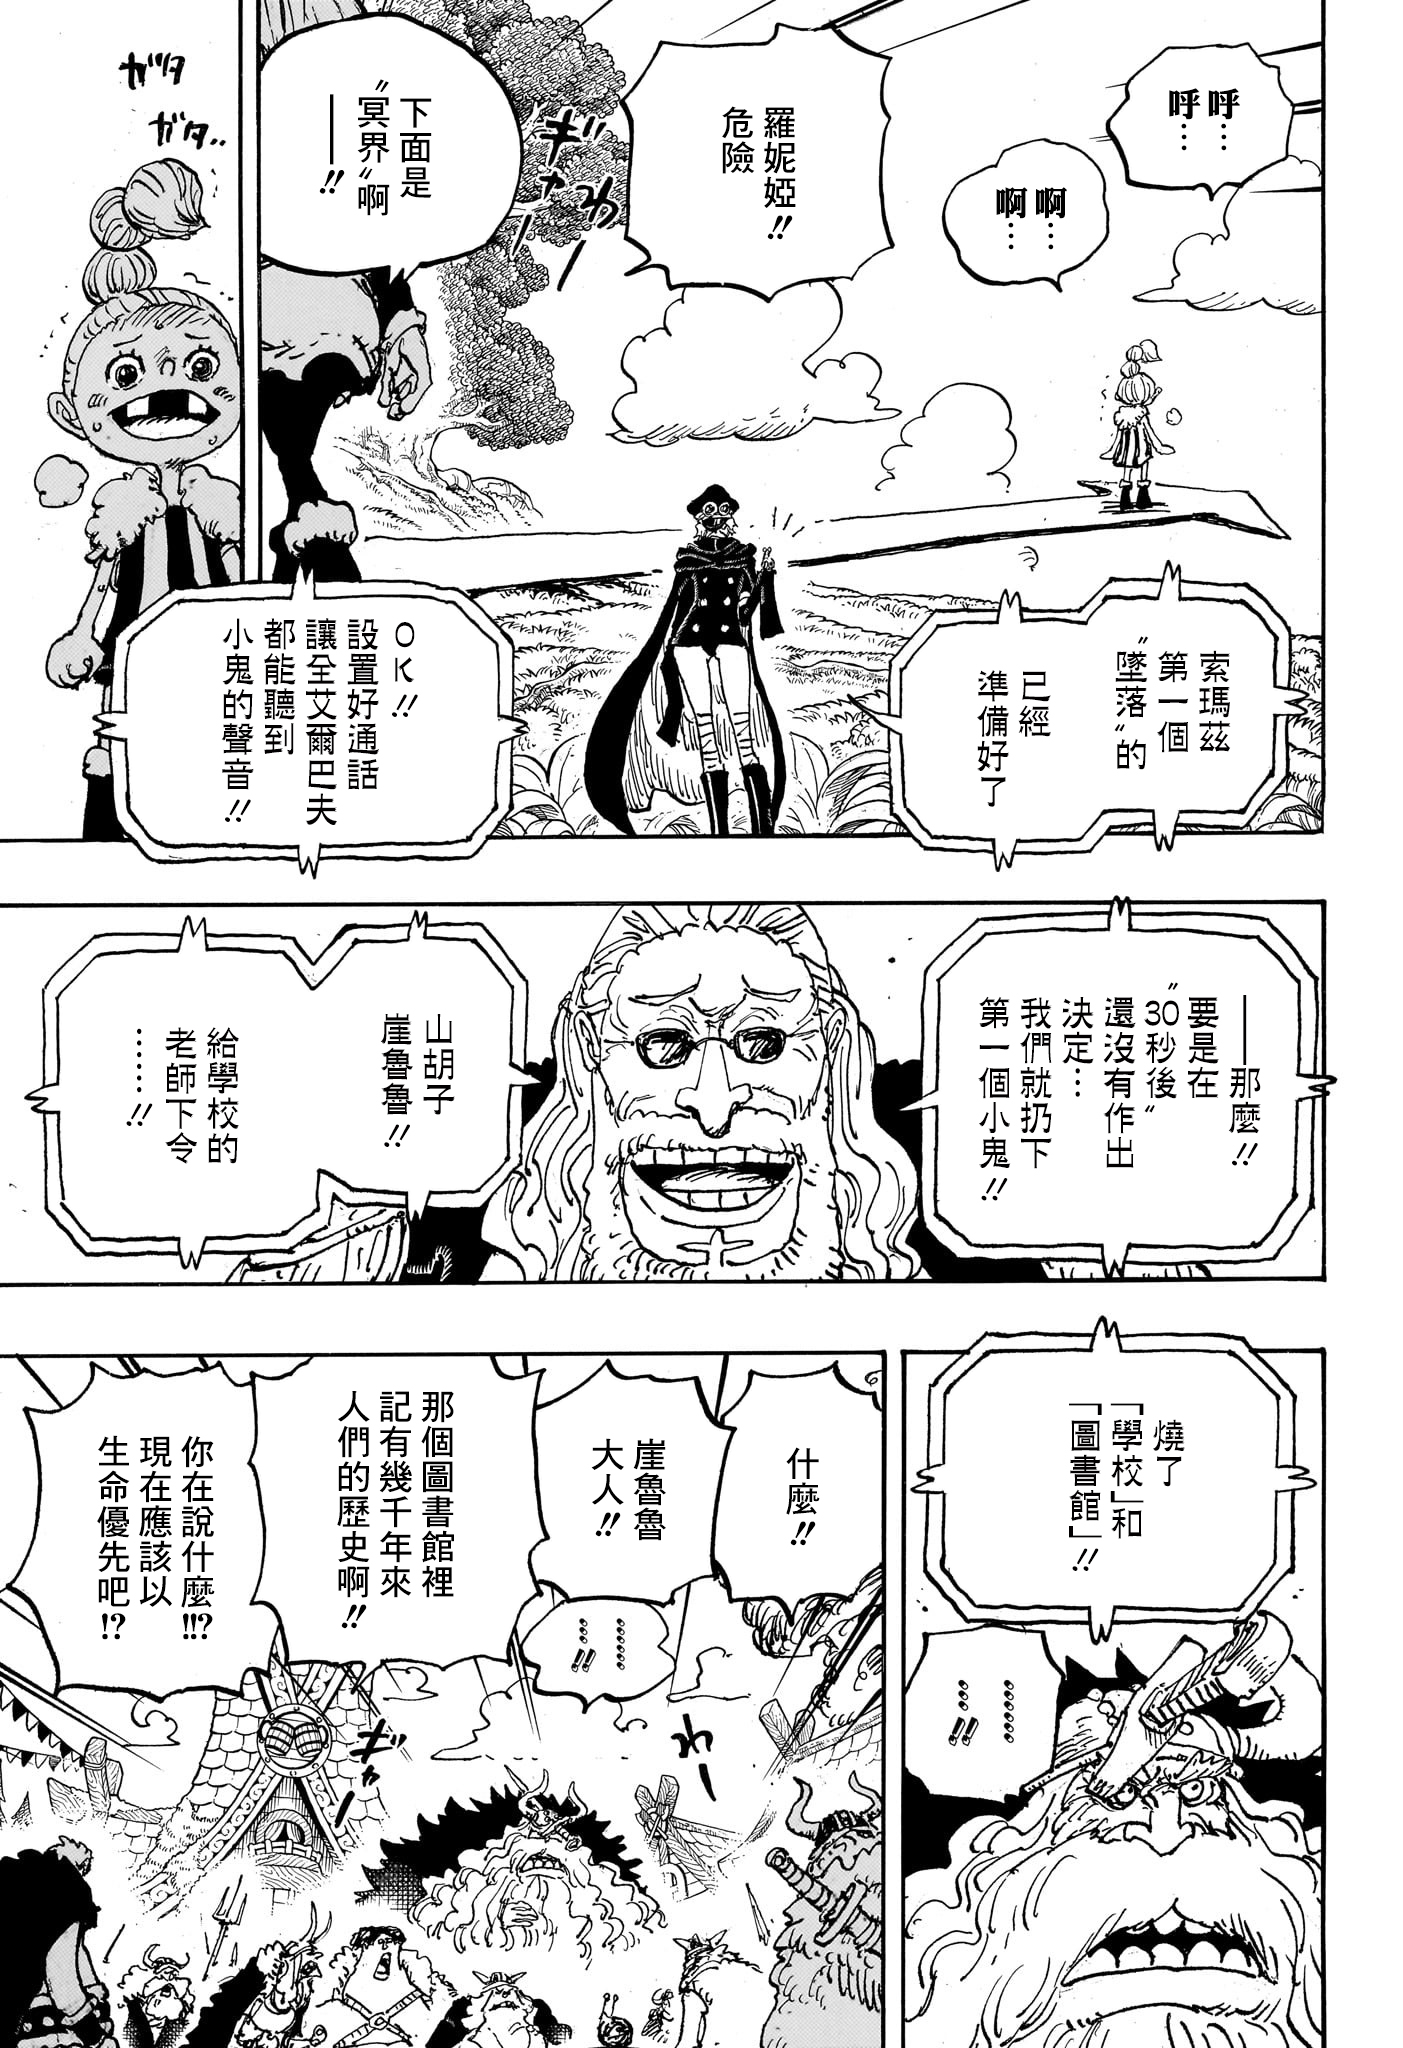 呼…
呼…
啊…
啊…
羅妮婭!!
危險
ギャー
わー
下面是
〝冥界〞啊
——!!
ガタ
ガタ..
索瑪茲
第一個
〝墜落〞的
已經
準備好了
OK!!
設置好通話
讓全艾爾巴夫
都能聽到
小鬼的聲音!!
——那麼!!
要是在
〝30秒後〞
還沒有作出
決定…
我們就扔下
第一個小鬼!!
山胡子
崖魯魯!!
給學校的
老師下令
……!!
燒了
「學校」和
「圖書館」!!
……
…!!
什麼!!
崖魯魯
大人!!
……
…!!
那個圖書館裡
記有幾千年來
人們的歷史啊!!
你在說什麼!!!?
現在應該以
生命優先吧!?
わー
ギャー